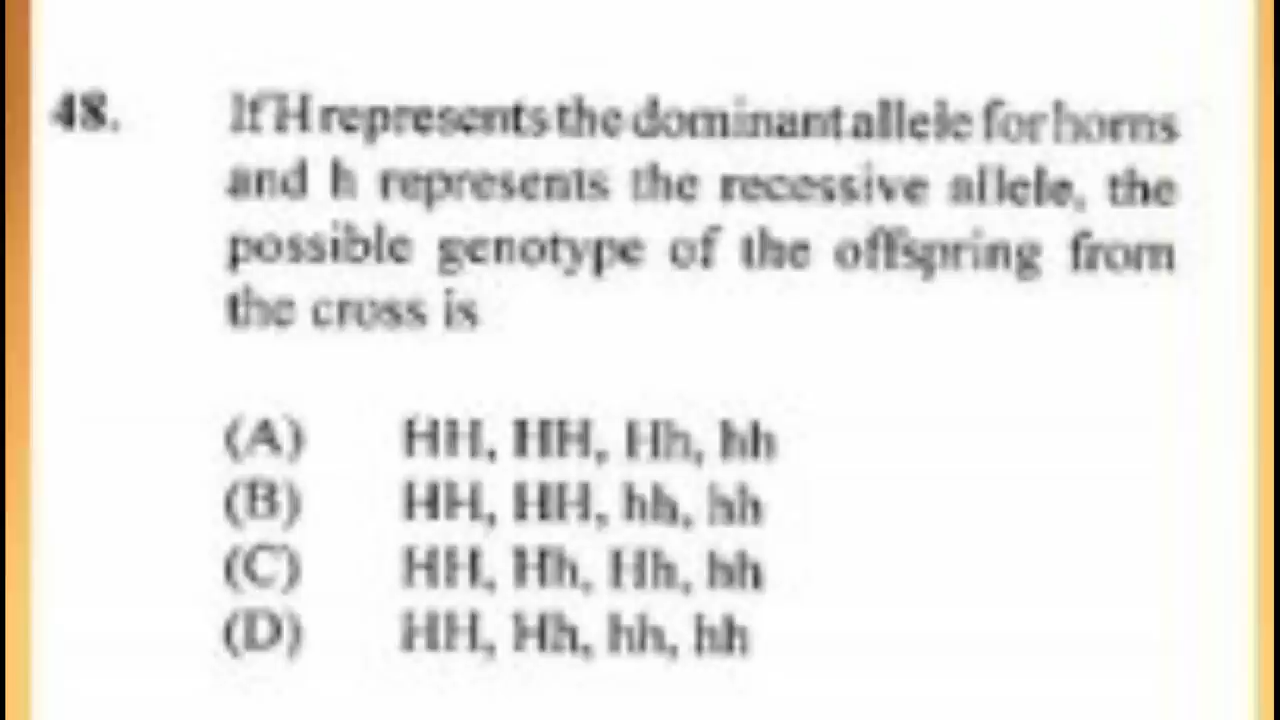 48. If H represents the dominant allele for horns
and h represents the recessive allele, the
possible genotype of the offspring from
the cross is
(A) HH, HH, Hh, hh
(B) HH, HH, hh, hh
(C) HH, Hh, Hh, hh
(D) HH, Hh, hh, hh